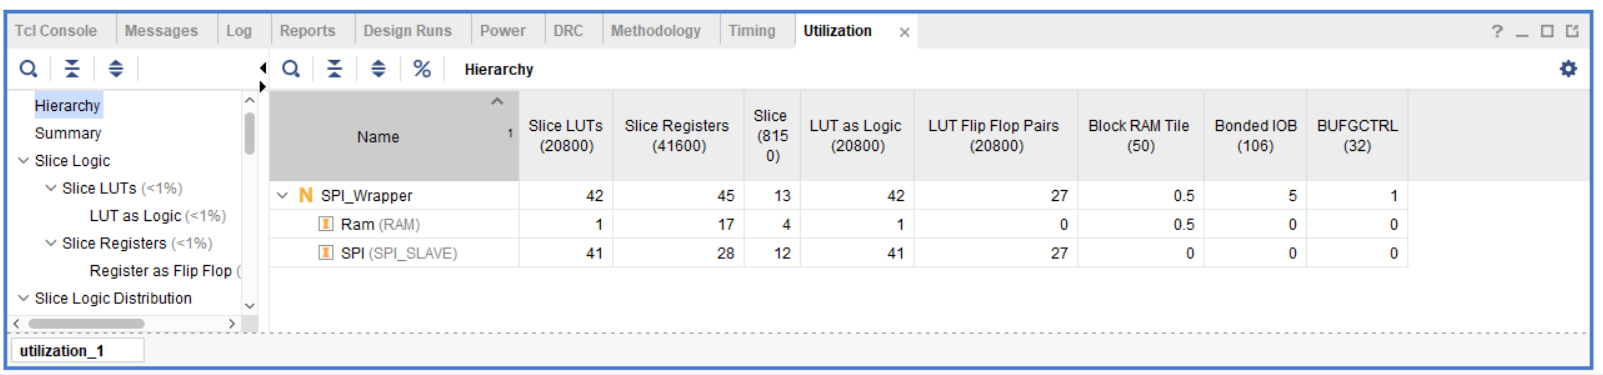 Tcl Console Messages Log Reports Design Runs Power DRC Methodology Timing Utilization × ?
% Hierarchy
Hierarchy
Summary
Slice Logic
Slice LUTs (<1%)
LUT as Logic (<1%)
Slice Registers (<1%)
Register as Flip Flop (
Slice Logic Distribution
Name 1 Slice LUTs (20800) Slice Registers (41600) Slice (8150) LUT as Logic (20800) LUT Flip Flop Pairs (20800) Block RAM Tile (50) Bonded IOB (106) BUFGCTRL (32)
N SPI_Wrapper 42 45 13 42 27 0.5 5 1
I Ram (RAM) 1 17 4 1 0 0.5 0 0
I SPI (SPI_SLAVE) 41 28 12 41 27 0 0 0
utilization_1